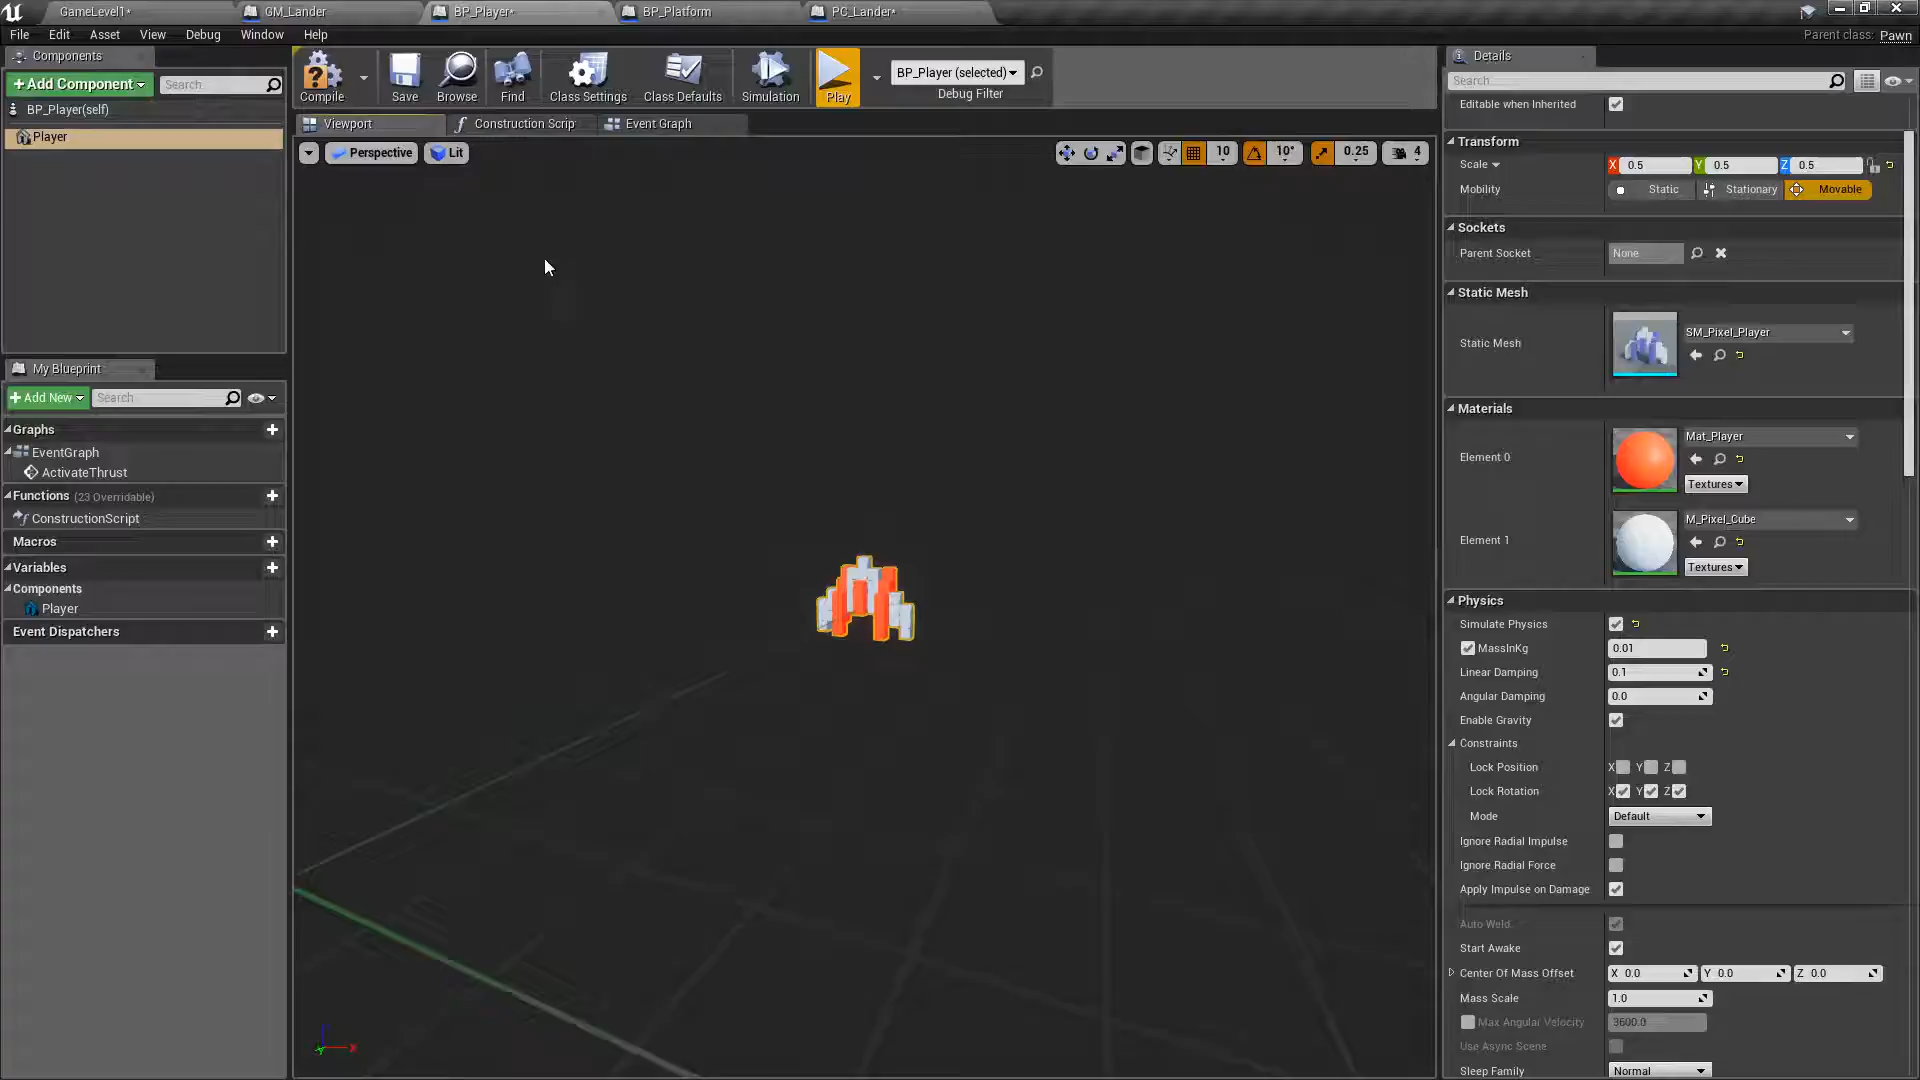 GameLevel1* GM_Lander BP_Player* BP_Platform PC_Lander*
File Edit Asset View Debug Window Help Parent class: Pawn
Components
+Add Component Search
BP_Player(self)
Player
Compile Save Browse Find Class Settings Class Defaults Simulation Play BP_Player (selected) Debug Filter
Viewport Construction Scrip Event Graph
Perspective Lit 10 10° 0.25 4
My Blueprint
+Add New Search
Graphs
EventGraph
ActivateThrust
Functions (23 Overridable)
ConstructionScript
Macros
Variables
Components
Player
Event Dispatchers
Details
Search
Editable when Inherited
Transform
Scale X 0.5 Y 0.5 Z 0.5
Mobility Static Stationary Movable
Sockets
Parent Socket None
Static Mesh
Static Mesh SM_Pixel_Player
Materials
Element 0 Mat_Player
Textures
Element 1 M_Pixel_Cube
Textures
Physics
Simulate Physics
MassInKg 0.01
Linear Damping 0.1
Angular Damping 0.0
Enable Gravity
Constraints
Lock Position X Y Z
Lock Rotation X Y Z
Mode Default
Ignore Radial Impulse
Ignore Radial Force
Apply Impulse on Damage
Auto Weld
Start Awake
Center Of Mass Offset X 0.0 Y 0.0 Z 0.0
Mass Scale 1.0
Max Angular Velocity 3600.0
Use Async Scene
Sleep Family Normal